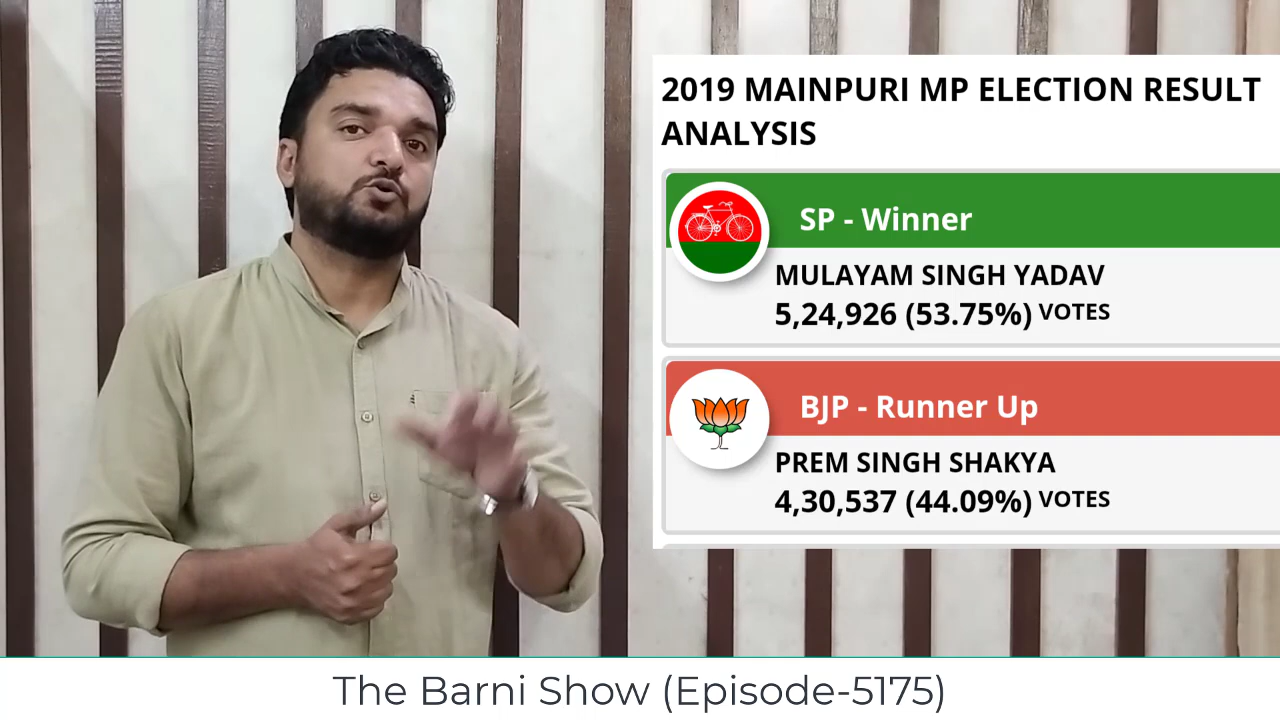 2019 MAINPURI MP ELECTION RESULT
ANALYSIS
SP - Winner
MULAYAM SINGH YADAV
5,24,926 (53.75%) VOTES
BJP - Runner Up
PREM SINGH SHAKYA
4,30,537 (44.09%) VOTES
The Barni Show (Episode-5175)